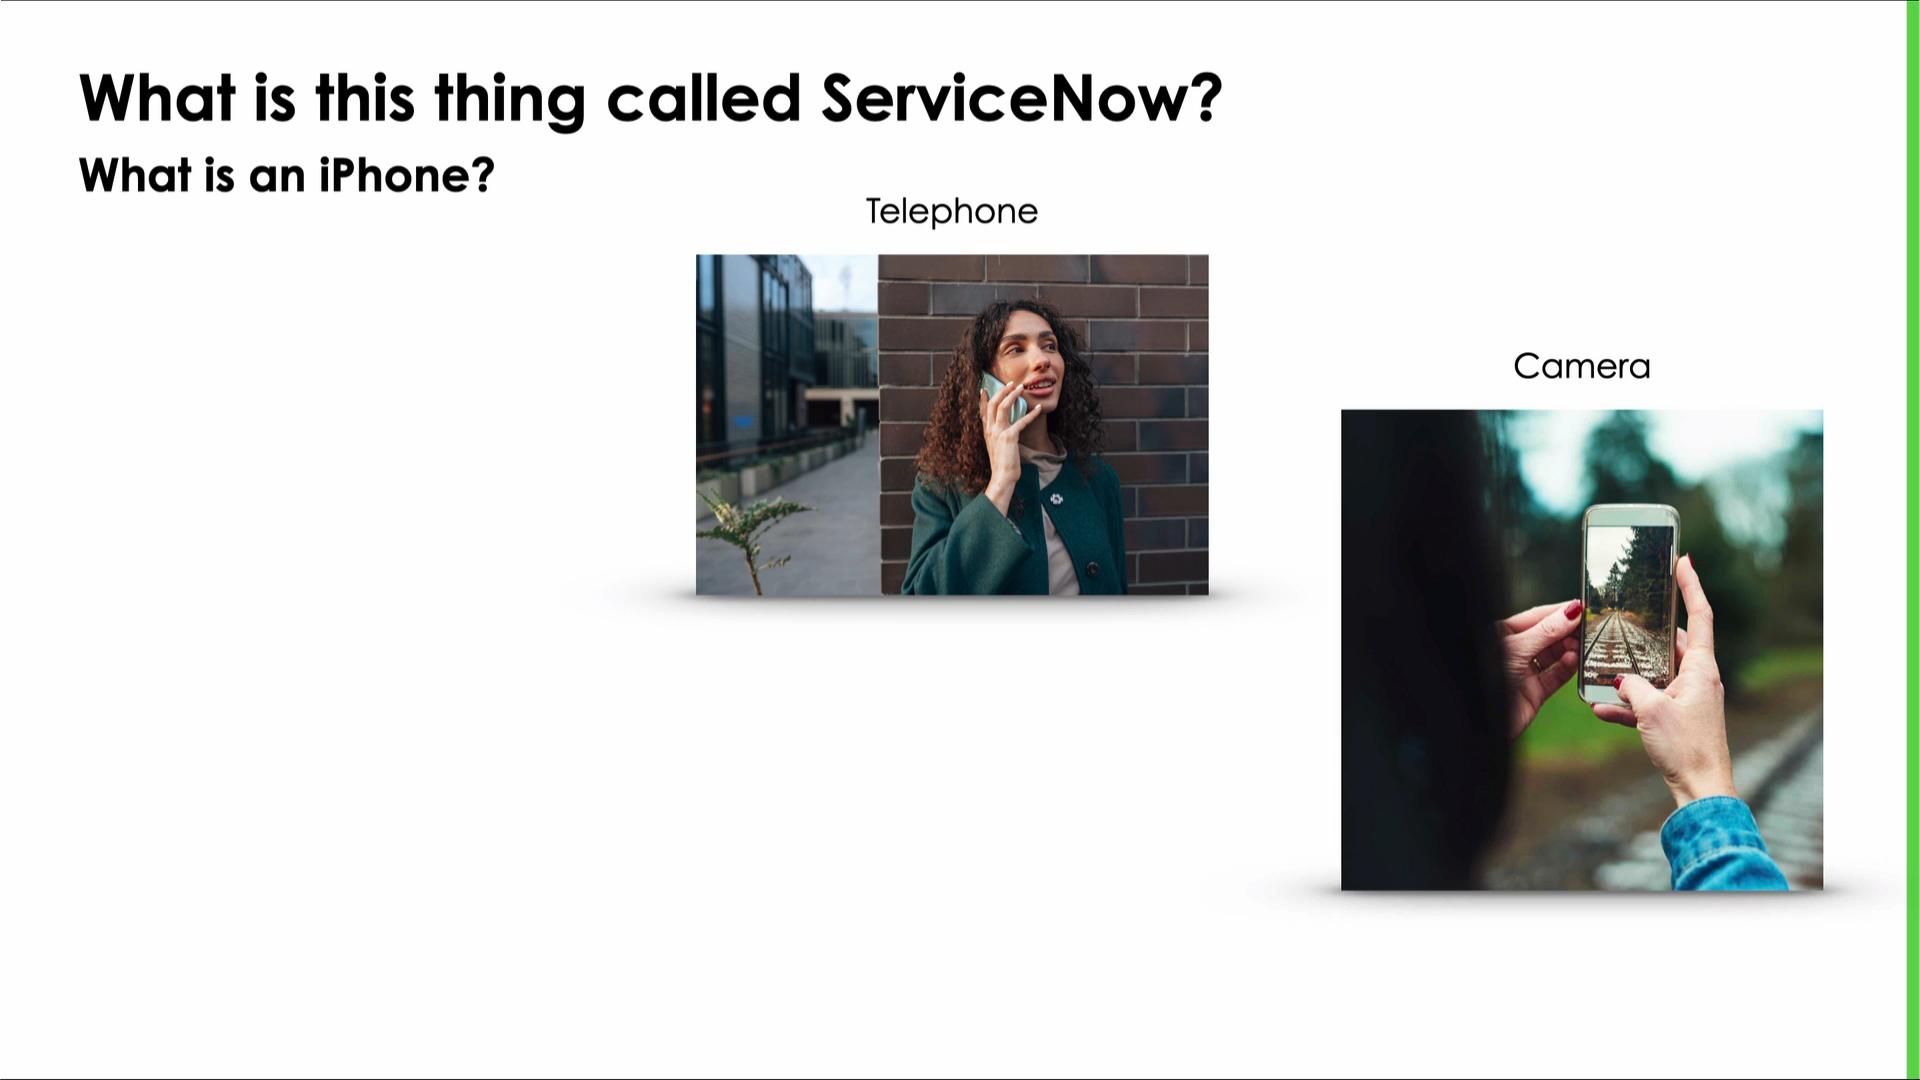 What is this thing called ServiceNow?
What is an iPhone?
Telephone
Camera